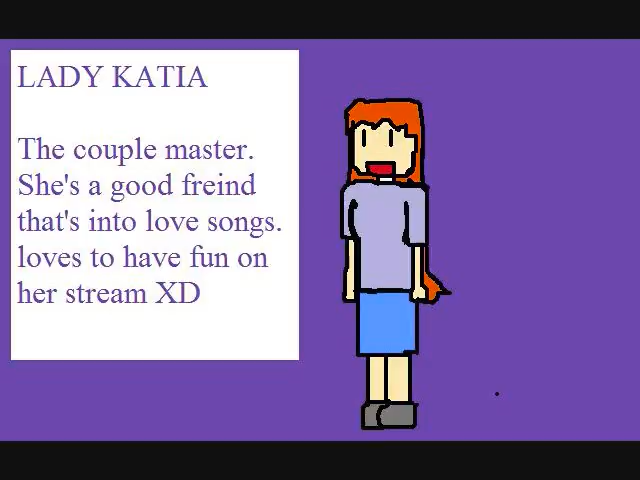 LADY KATIA
The couple master.
She's a good freind
that's into love songs.
loves to have fun on
her stream XD